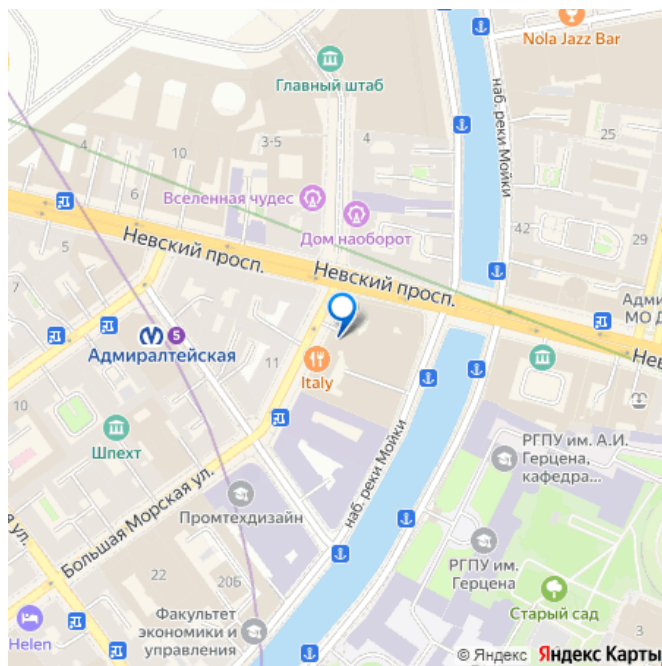 Nola Jazz Bar
Главный штаб
наб. реки Мойки
3-5
4
25
4
10
6
Вселенная чудес
Дом наоборот
42
29
5
7
Невский просп.
Невский просп.
Адми
МО Д
5
Адмиралтейская
11
Italy
Нев
10
Шпехт
РГПУ им. А.И.
Герцена,
кафедра...
Большая Морская ул.
Промтехдизайн
наб. реки Мойки
я ул.
РГПУ им.
Герцена
22
20Б
Старый сад
3
Helen
Факультет
экономики и
управления
© Яндекс Яндекс Карты